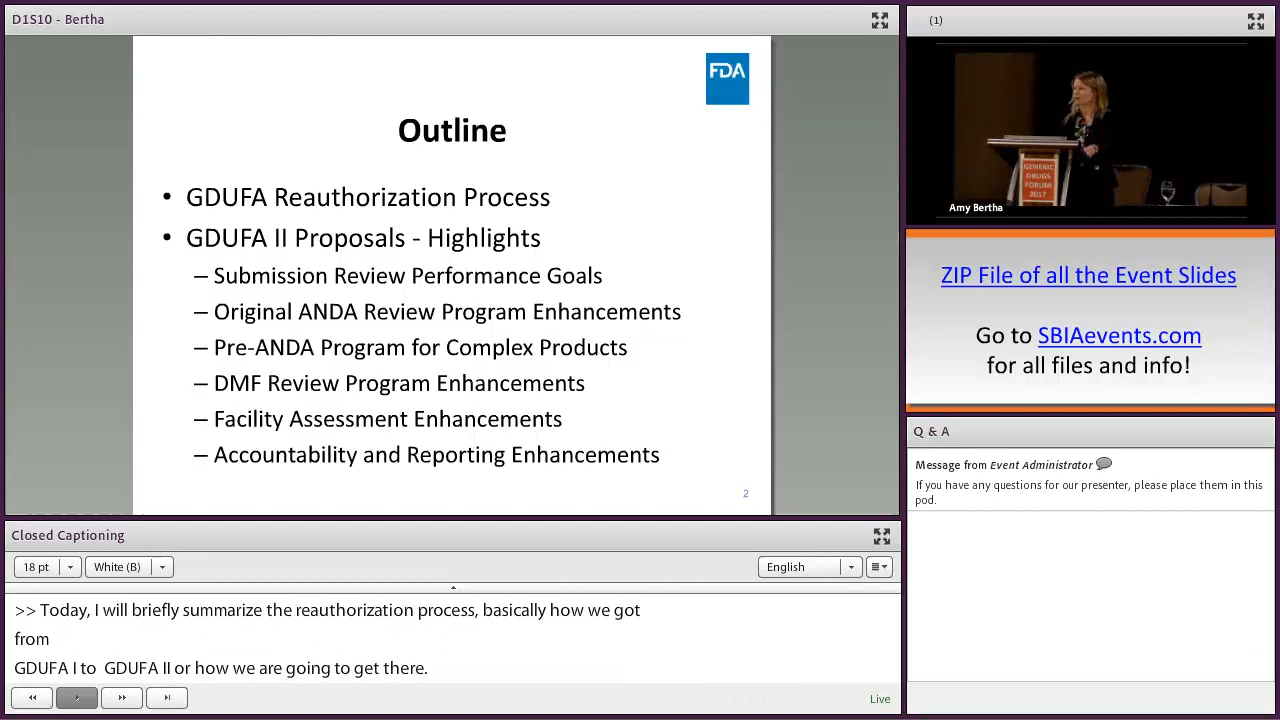 D1S10 - Bertha
FDA
Outline
• GDUFA Reauthorization Process
• GDUFA II Proposals - Highlights
– Submission Review Performance Goals
– Original ANDA Review Program Enhancements
– Pre-ANDA Program for Complex Products
– DMF Review Program Enhancements
– Facility Assessment Enhancements
– Accountability and Reporting Enhancements
2
Closed Captioning
18 pt
White (B)
English
>> Today, I will briefly summarize the reauthorization process, basically how we got
from
GDUFA I to  GDUFA II or how we are going to get there.
Live
(1)
GENERIC
DRUGS
FORUM
2017
Amy Bertha
ZIP File of all the Event Slides
Go to SBIAevents.com
for all files and info!
Q & A
Message from Event Administrator
If you have any questions for our presenter, please place them in this
pod.